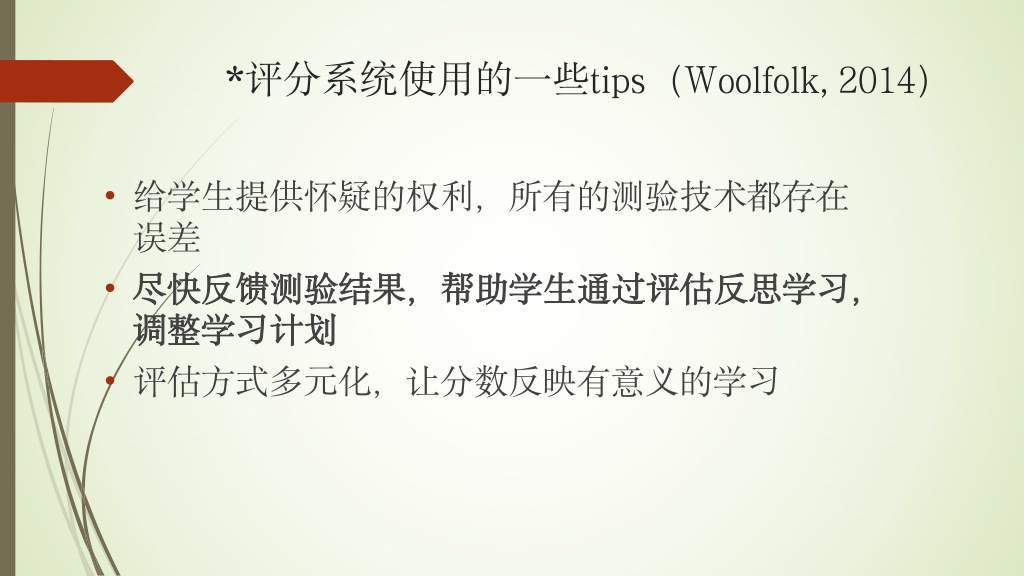 *评分系统使用的一些tips（Woolfolk, 2014）
• 给学生提供怀疑的权利，所有的测验技术都存在
误差
• 尽快反馈测验结果，帮助学生通过评估反思学习，
调整学习计划
• 评估方式多元化，让分数反映有意义的学习